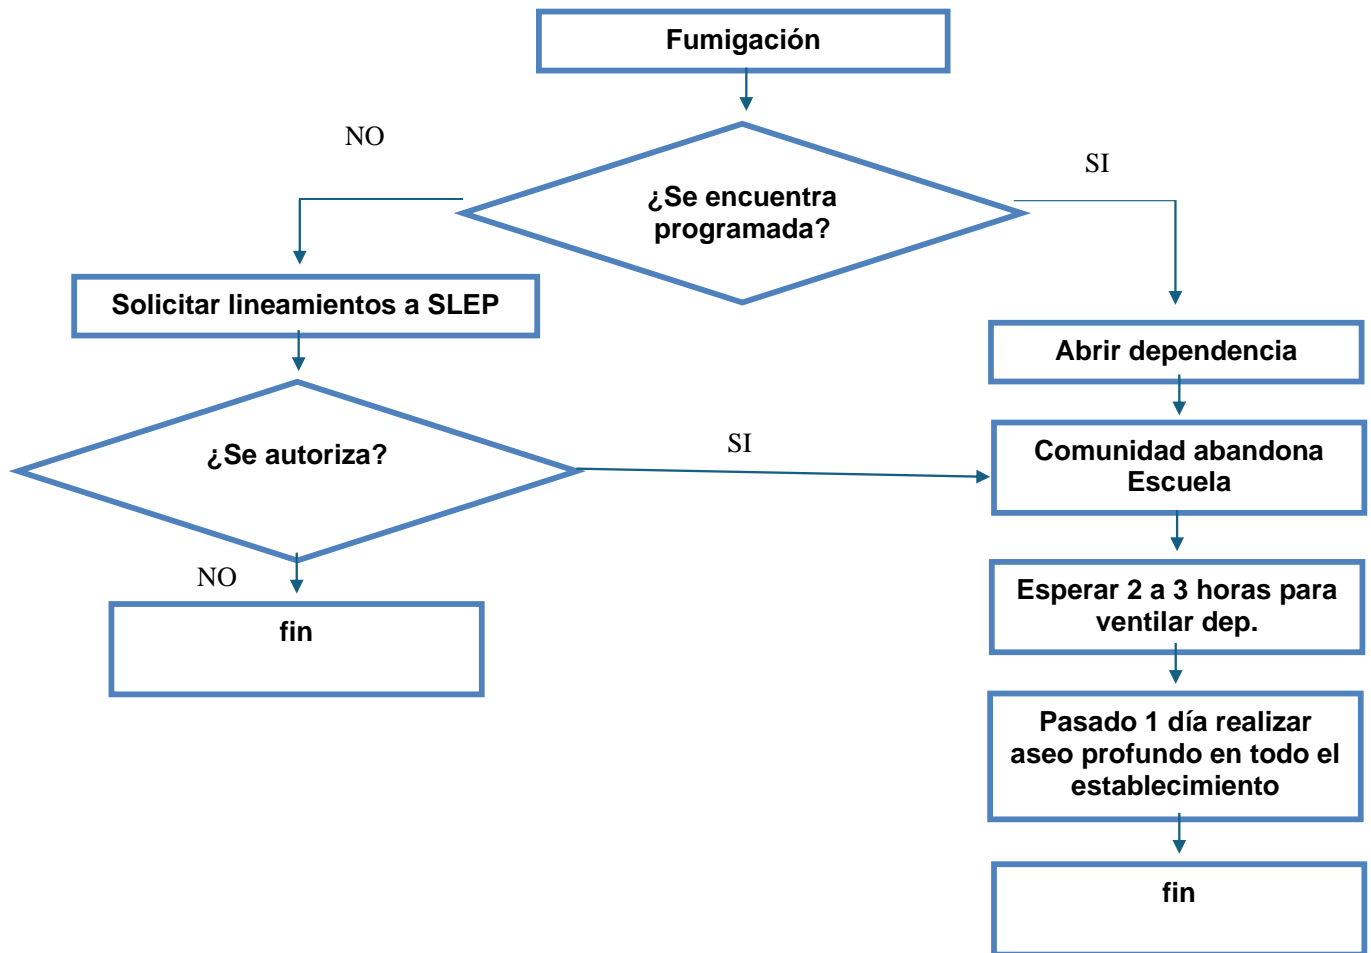 Fumigación
NO
SI
¿Se encuentra
programada?
Solicitar lineamientos a SLEP
Abrir dependencia
¿Se autoriza?
SI
Comunidad abandona
Escuela
NO
Esperar 2 a 3 horas para
ventilar dep.
fin
Pasado 1 día realizar
aseo profundo en todo el
establecimiento
fin